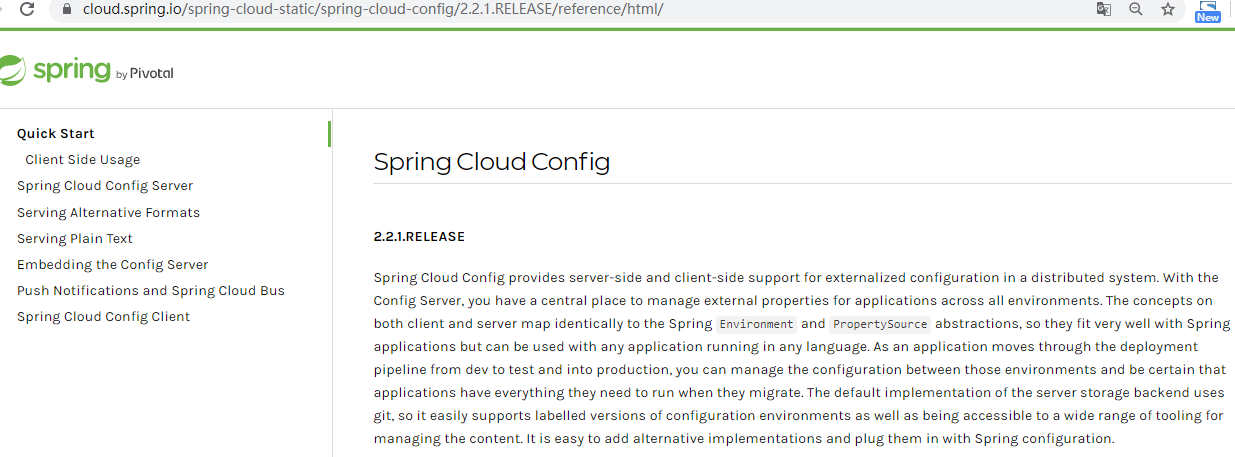 cloud.spring.io/spring-cloud-static/spring-cloud-config/2.2.1.RELEASE/reference/html/
New
spring by Pivotal
Quick Start
Client Side Usage
Spring Cloud Config Server
Serving Alternative Formats
Serving Plain Text
Embedding the Config Server
Push Notifications and Spring Cloud Bus
Spring Cloud Config Client
Spring Cloud Config
2.2.1.RELEASE
Spring Cloud Config provides server-side and client-side support for externalized configuration in a distributed system. With the
Config Server, you have a central place to manage external properties for applications across all environments. The concepts on
both client and server map identically to the Spring Environment and PropertySource abstractions, so they fit very well with Spring
applications but can be used with any application running in any language. As an application moves through the deployment
pipeline from dev to test and into production, you can manage the configuration between those environments and be certain that
applications have everything they need to run when they migrate. The default implementation of the server storage backend uses
git, so it easily supports labelled versions of configuration environments as well as being accessible to a wide range of tooling for
managing the content. It is easy to add alternative implementations and plug them in with Spring configuration.